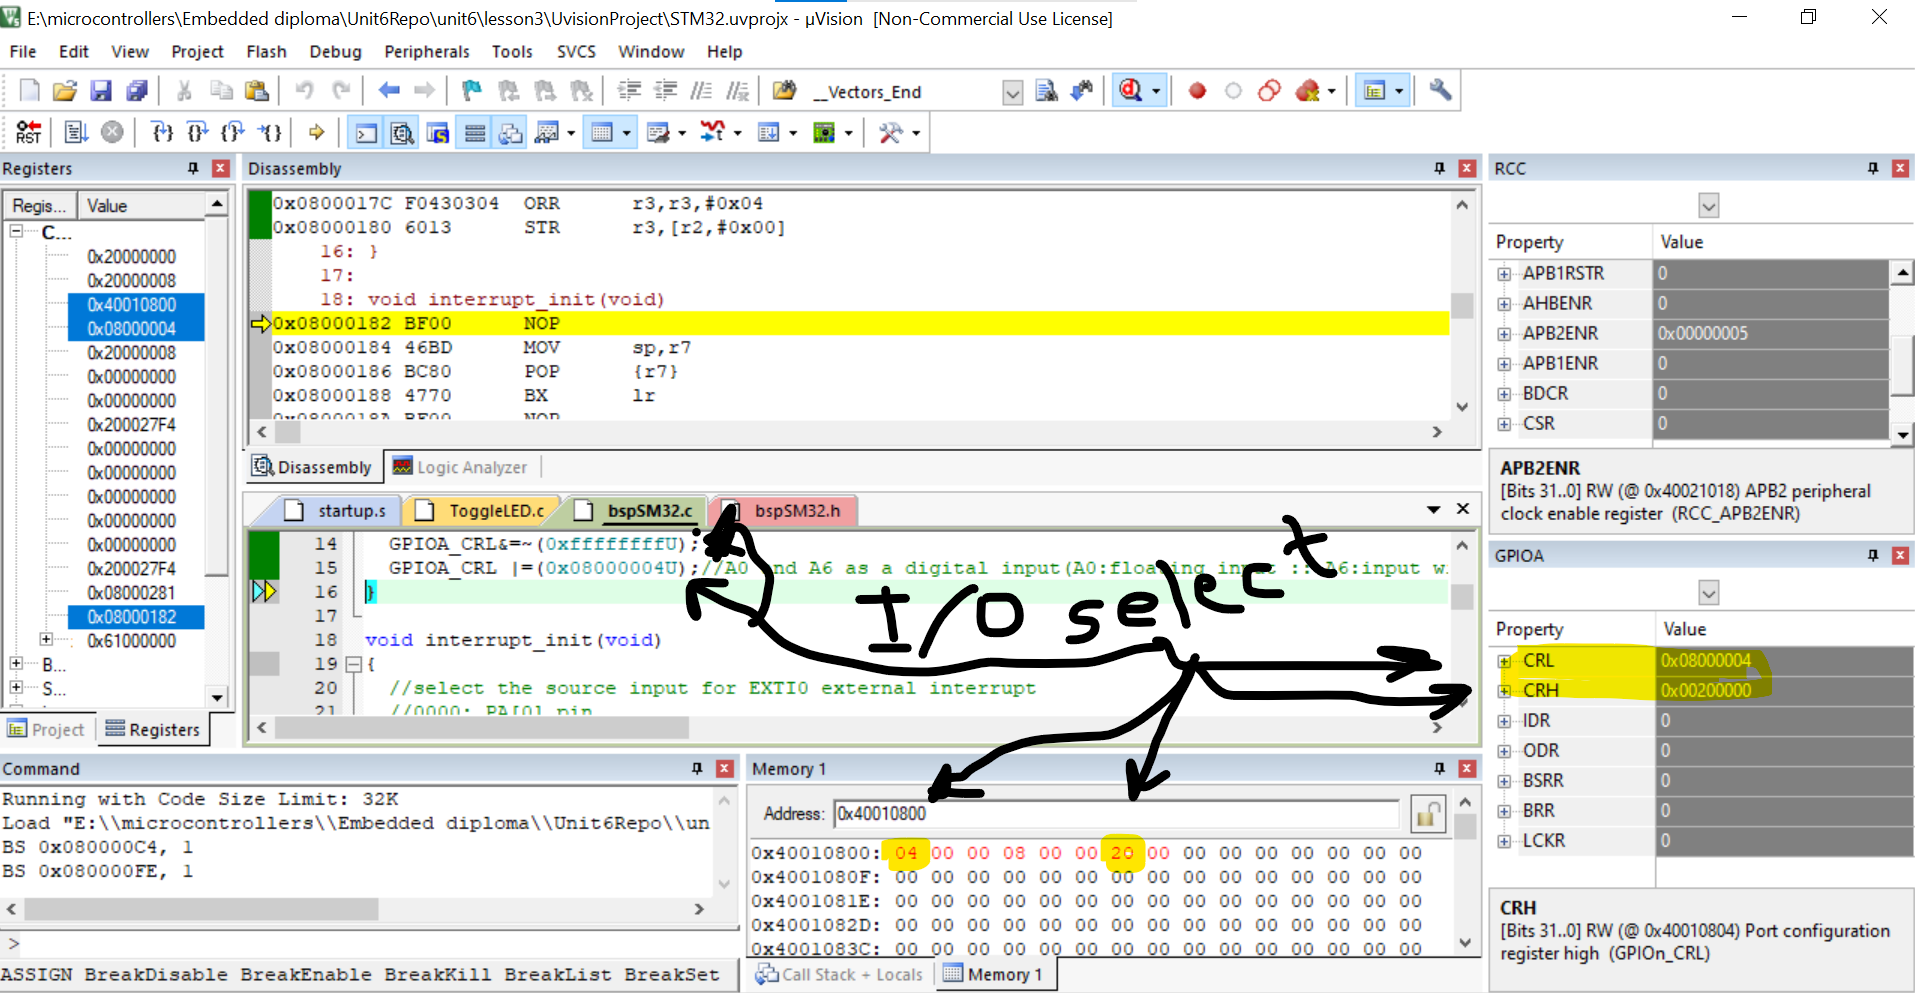 E:\microcontrollers\Embedded diploma\Unit6Repo\unit6\lesson3\UvisionProject\STM32.uvprojx - µVision  [Non-Commercial Use License]
File Edit View Project Flash Debug Peripherals Tools SVCS Window Help
__Vectors_End
RST
Registers
Regis... Value
C...
0x20000000
0x20000008
0x40010800
0x08000004
0x20000008
0x00000000
0x00000000
0x200027F4
0x00000000
0x00000000
0x00000000
0x00000000
0x00000000
0x200027F4
0x08000281
0x08000182
0x61000000
B...
S...
Project Registers
Disassembly
0x0800017C F0430304 ORR r3,r3,#0x04
0x08000180 6013 STR r3,[r2,#0x00]
16: }
17:
18: void interrupt_init(void)
0x08000182 BF00 NOP
0x08000184 46BD MOV sp,r7
0x08000186 BC80 POP {r7}
0x08000188 4770 BX lr
0x0800018A BF00 NOP
Disassembly Logic Analyzer
startup.s ToggleLED.c bspSM32.c bspSM32.h
14 GPIOA_CRL&=~(0xffffffffU);
15 GPIOA_CRL |=(0x08000004U);//A0 and A6 as a digital input(A0:floating input :: A6:input w
16 }
17
18 void interrupt_init(void)
19 {
20 //select the source input for EXTI0 external interrupt
21 //0000: PA[0] pin
I/O select
RCC
Property Value
APB1RSTR 0
AHBENR 0
APB2ENR 0x00000005
APB1ENR 0
BDCR 0
CSR 0
APB2ENR
[Bits 31..0] RW (@ 0x40021018) APB2 peripheral
clock enable register (RCC_APB2ENR)
GPIOA
Property Value
CRL 0x08000004
CRH 0x00200000
IDR 0
ODR 0
BSRR 0
BRR 0
LCKR 0
CRH
[Bits 31..0] RW (@ 0x40010804) Port configuration
register high (GPIOn_CRL)
Command
Running with Code Size Limit: 32K
Load "E:\\microcontrollers\\Embedded diploma\\Unit6Repo\\un
BS 0x080000C4, 1
BS 0x080000FE, 1
>
ASSIGN BreakDisable BreakEnable BreakKill BreakList BreakSet
Memory 1
Address: 0x40010800
0x40010800: 04 00 00 08 00 00 20 00 00 00 00 00 00 00 00
0x4001080F: 00 00 00 00 00 00 00 00 00 00 00 00 00 00 00
0x4001081E: 00 00 00 00 00 00 00 00 00 00 00 00 00 00 00
0x4001082D: 00 00 00 00 00 00 00 00 00 00 00 00 00 00 00
0x4001083C: 00 00 00 00 00 00 00 00 00 00 00 00 00 00 00
Call Stack + Locals Memory 1